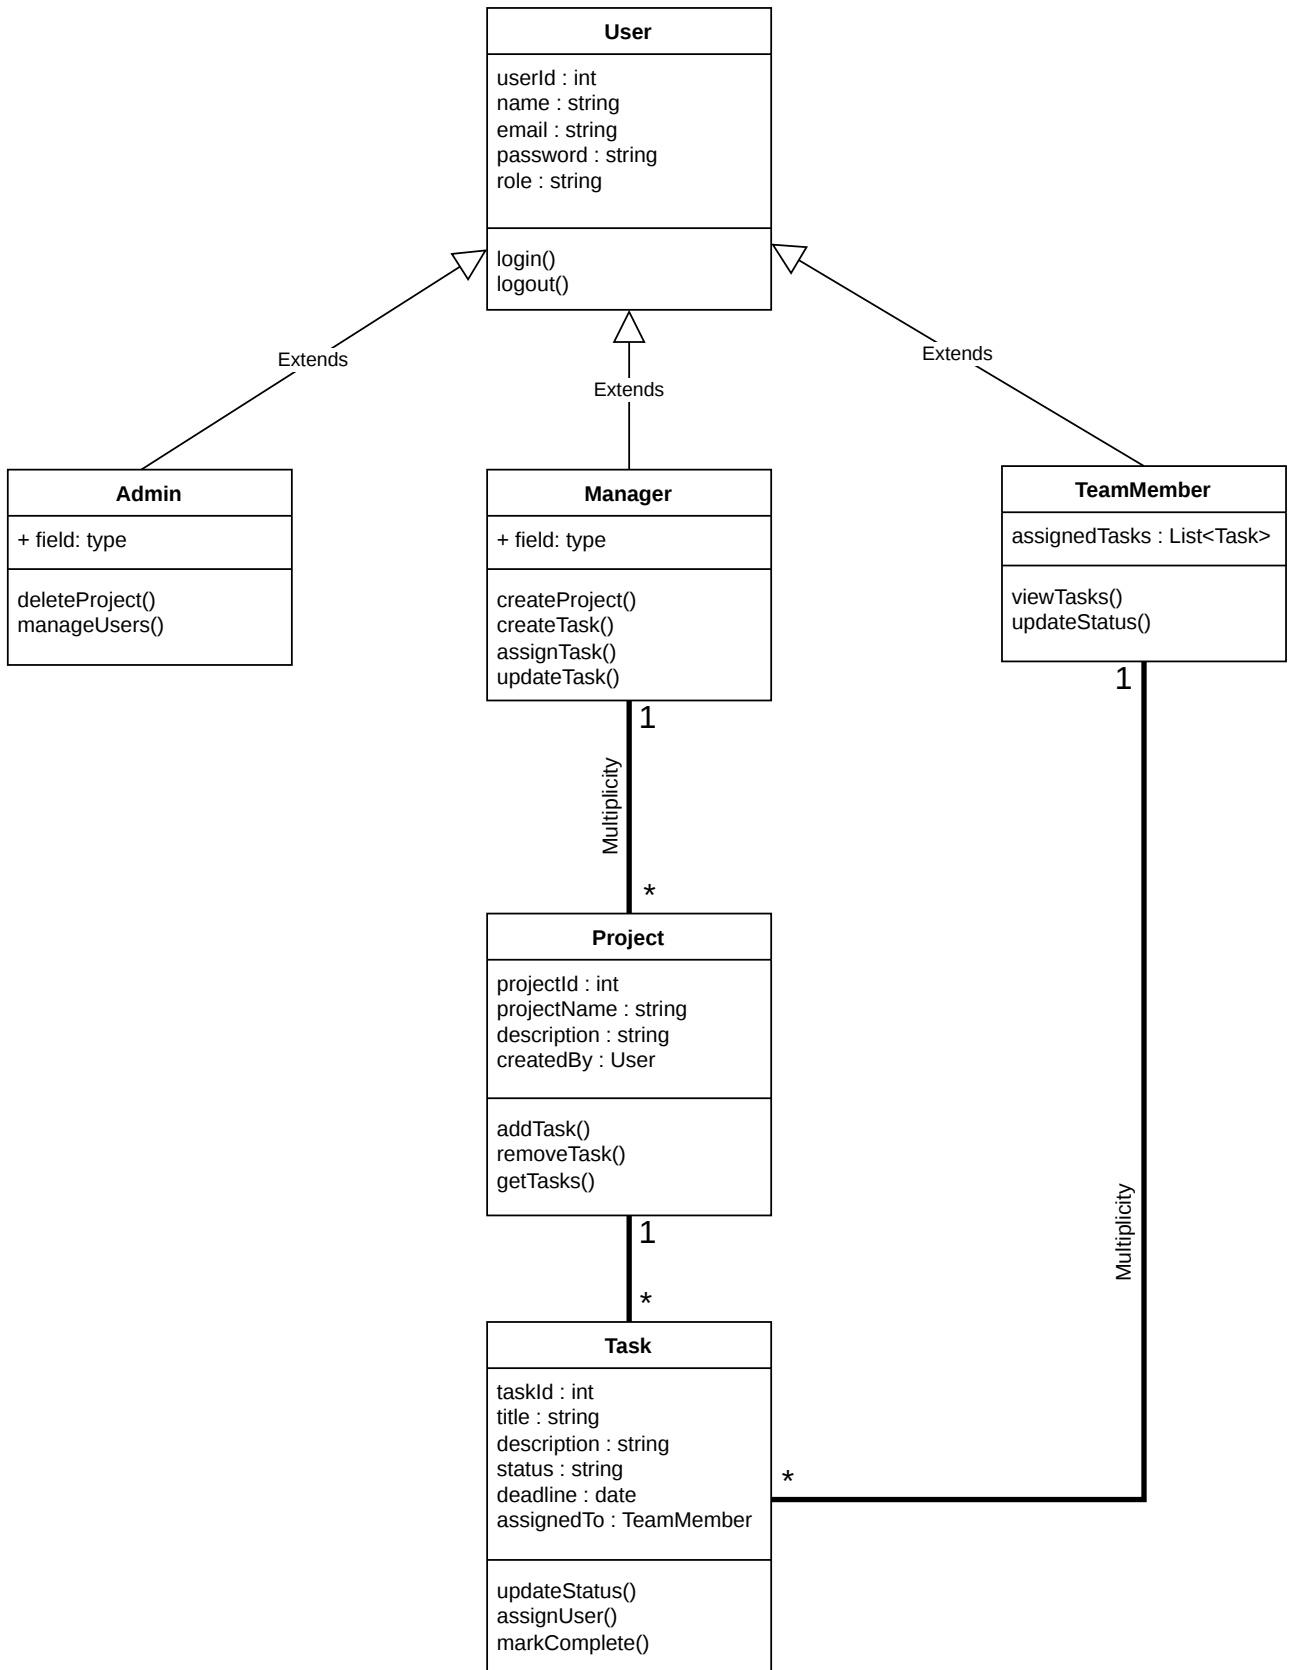 User
userId : int
name : string
email : string
password : string
role : string
login()
logout()
Extends
Extends
Extends
Admin
+ field: type
deleteProject()
manageUsers()
Manager
+ field: type
createProject()
createTask()
assignTask()
updateTask()
TeamMember
assignedTasks : List<Task>
viewTasks()
updateStatus()
1
Multiplicity
*
1
Multiplicity
*
Project
projectId : int
projectName : string
description : string
createdBy : User
addTask()
removeTask()
getTasks()
1
*
Task
taskId : int
title : string
description : string
status : string
deadline : date
assignedTo : TeamMember
updateStatus()
assignUser()
markComplete()